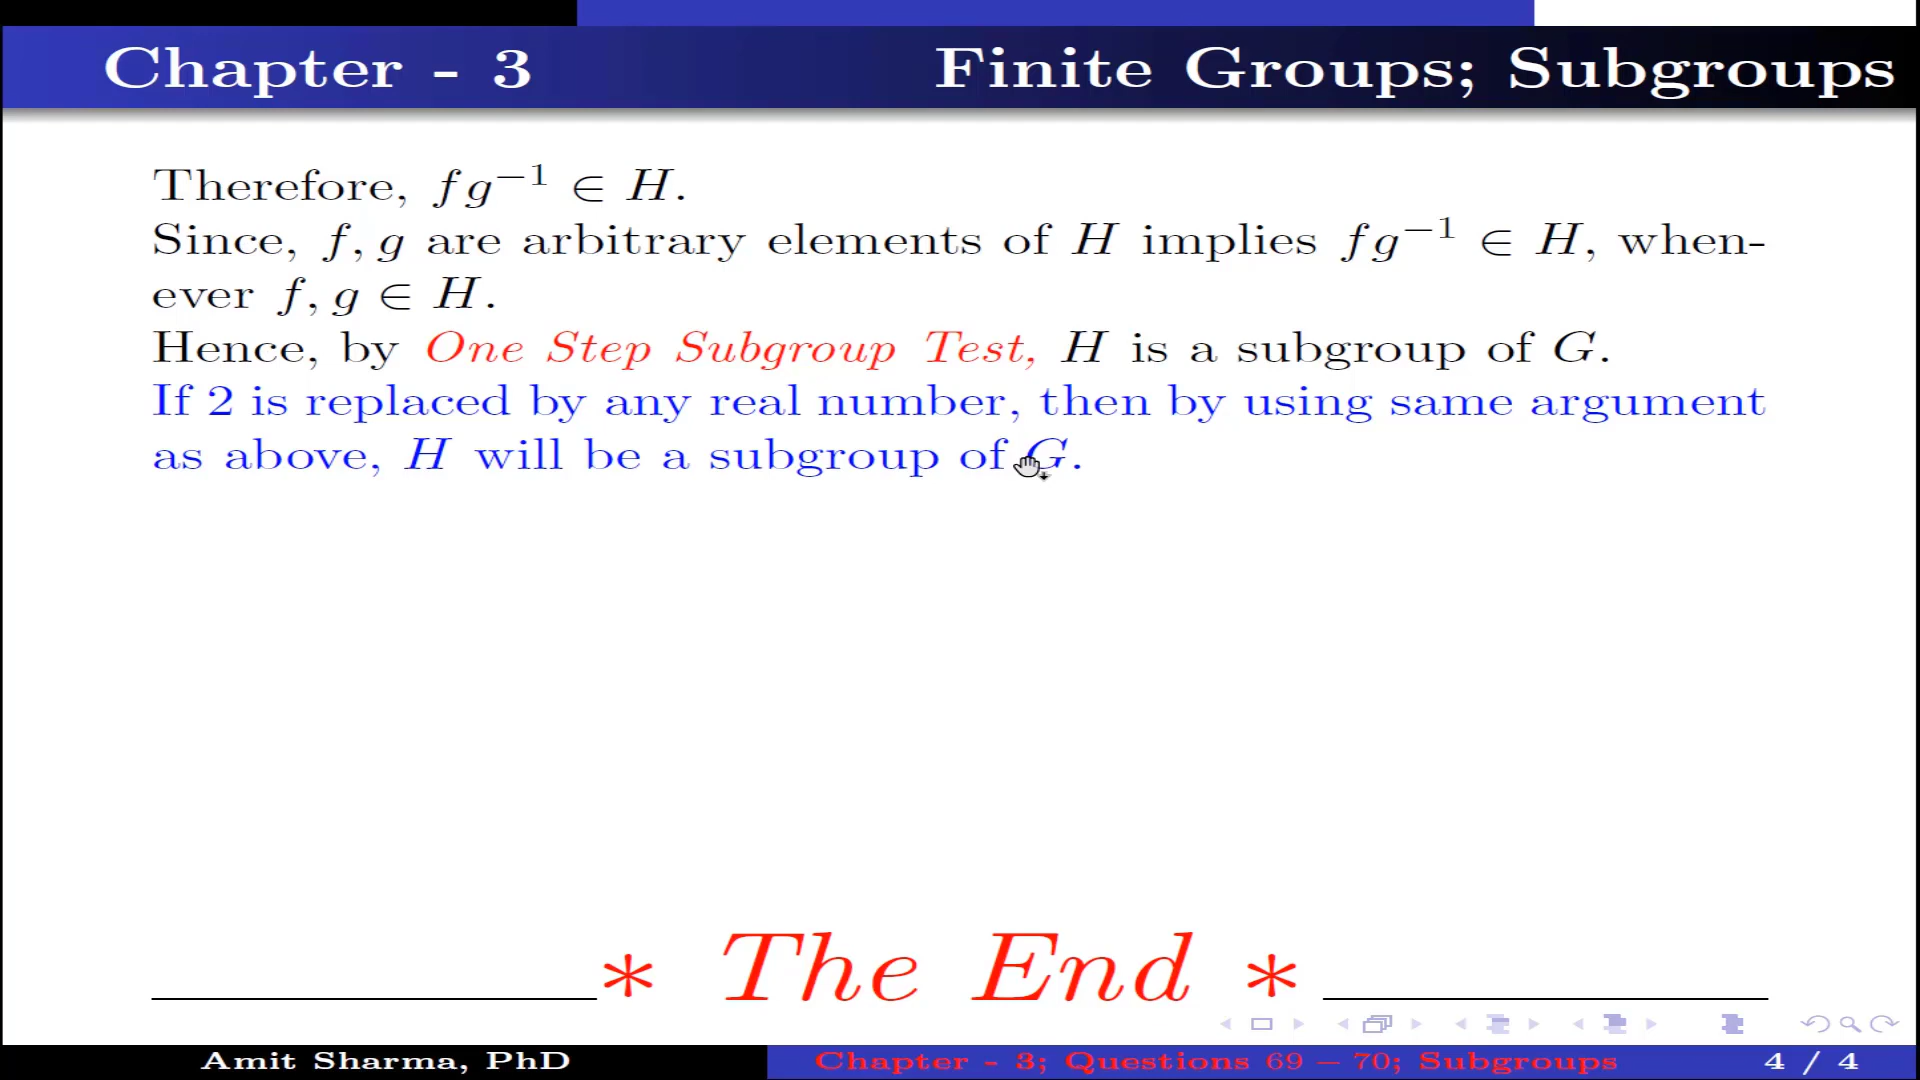 Chapter - 3 Finite Groups; Subgroups
Therefore, fg⁻¹ ∈ H.
Since, f, g are arbitrary elements of H implies fg⁻¹ ∈ H, when-
ever f, g ∈ H.
Hence, by One Step Subgroup Test, H is a subgroup of G.
If 2 is replaced by any real number, then by using same argument
as above, H will be a subgroup of G.
* The End *
Amit Sharma, PhD Chapter - 3; Questions 69 – 70; Subgroups 4 / 4